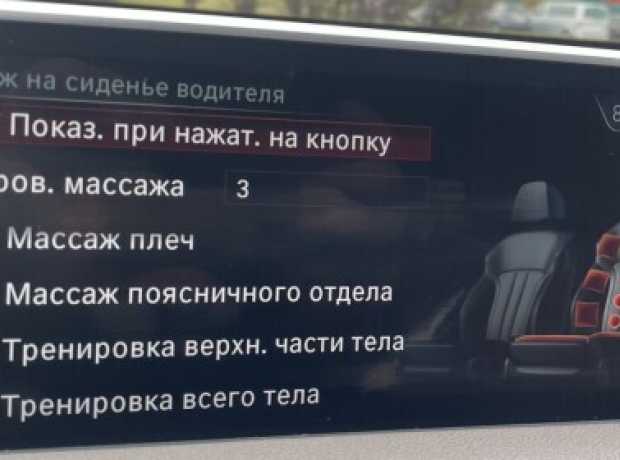 ж на сиденье водителя
Показ. при нажат. на кнопку
ров. массажа 3
Массаж плеч
Массаж поясничного отдела
Тренировка верхн. части тела
Тренировка всего тела